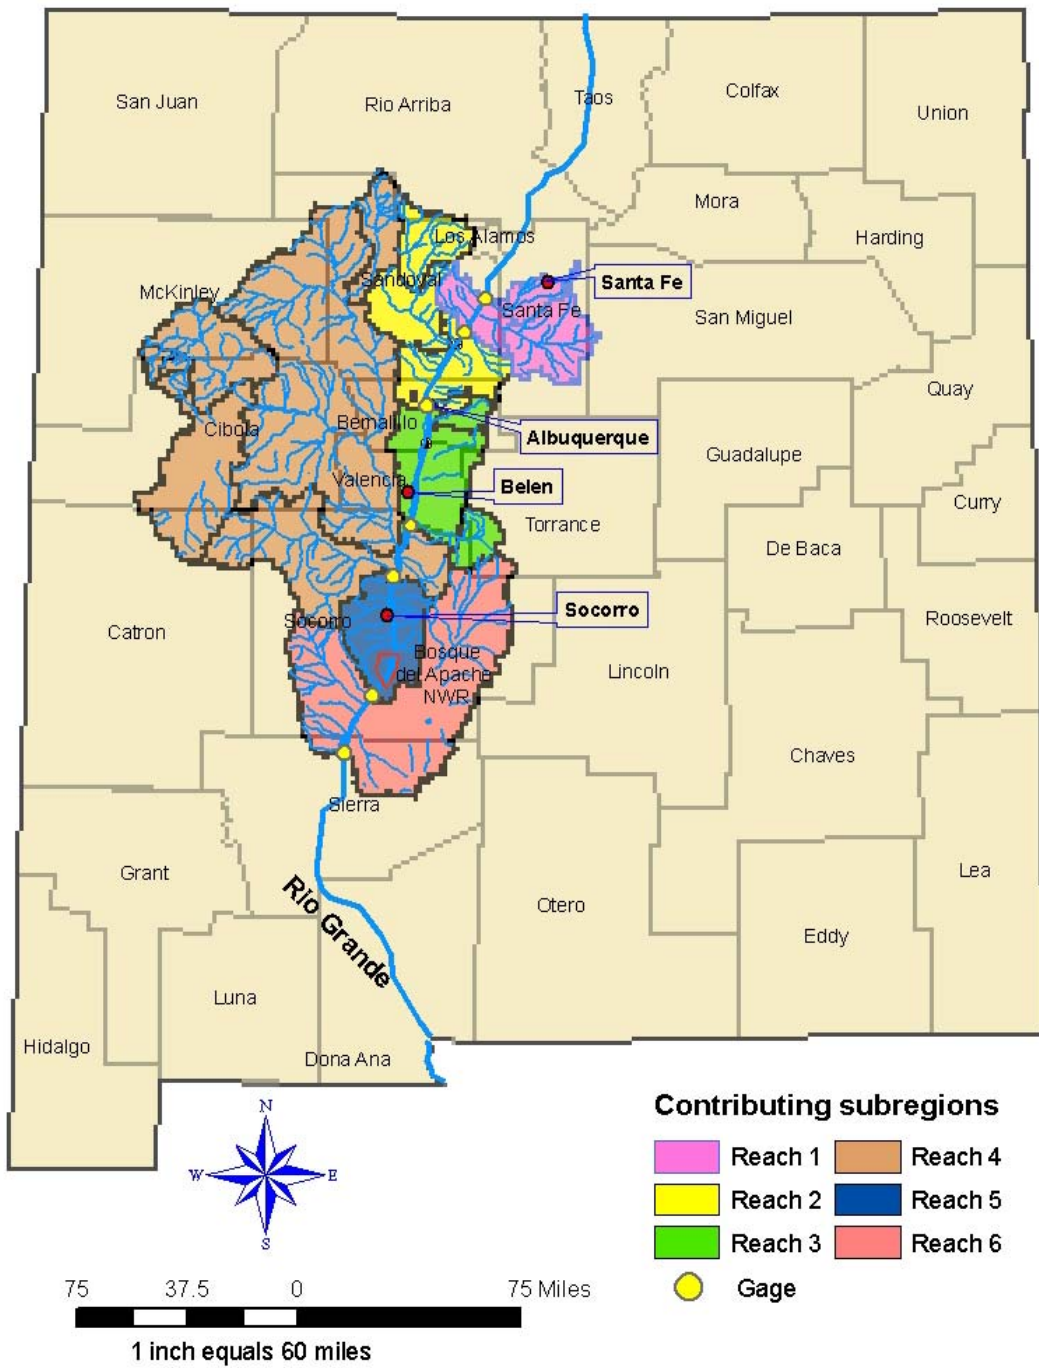 San Juan
Rio Arriba
Taos
Colfax
Union
Mora
Harding
Los Alamos
Sandoval
McKinley
Santa Fe
Santa Fe
San Miguel
Quay
Bernalillo
Cibola
Albuquerque
Guadalupe
Valencia
Belen
Curry
Torrance
De Baca
Socorro
Socorro
Roosevelt
Catron
Bosque
del Apache
NWR
Lincoln
Chaves
Sierra
Grant
Rio Grande
Otero
Lea
Eddy
Luna
Hidalgo
Dona Ana
N
W
E
S
Contributing subregions
Reach 1
Reach 4
Reach 2
Reach 5
Reach 3
Reach 6
Gage
75 37.5 0 75 Miles
1 inch equals 60 miles